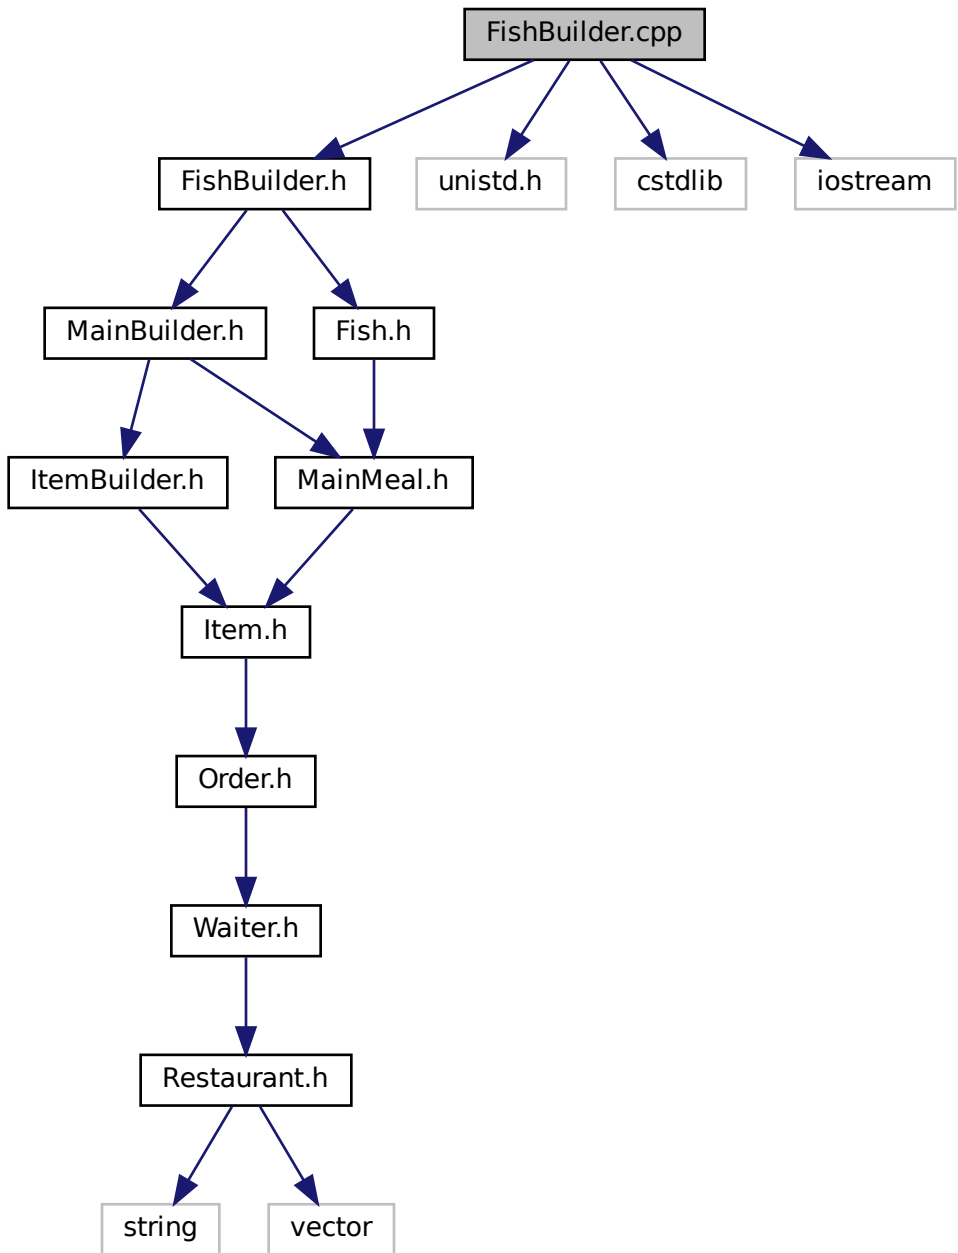 FishBuilder.cpp
FishBuilder.h
unistd.h
cstdlib
iostream
MainBuilder.h
Fish.h
ItemBuilder.h
MainMeal.h
Item.h
Order.h
Waiter.h
Restaurant.h
string
vector